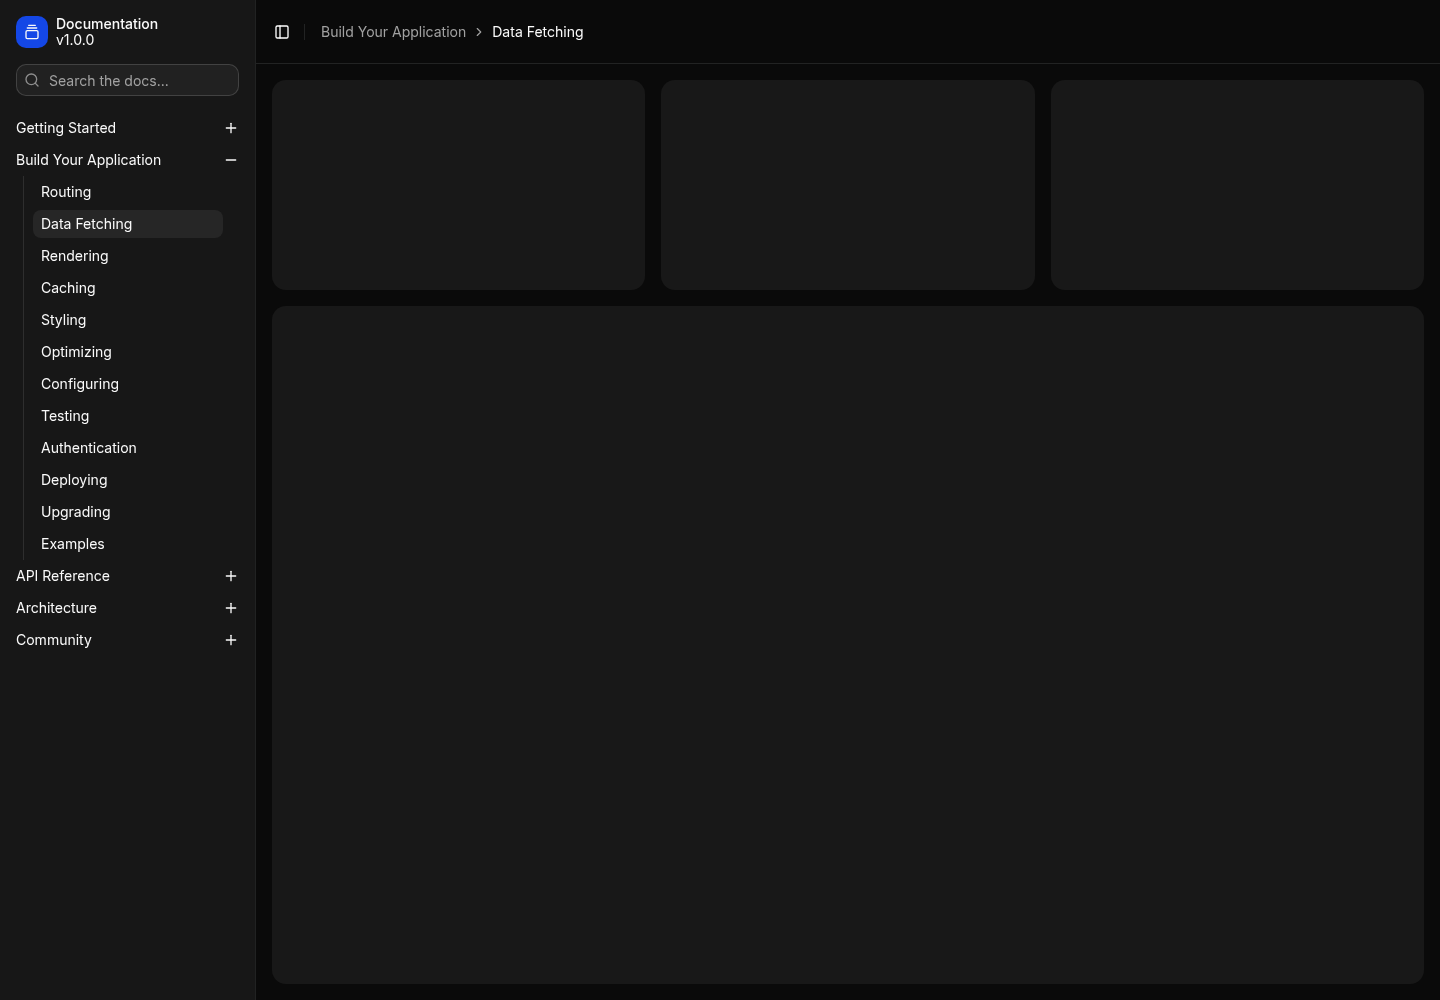 Documentation
v1.0.0
Search the docs...
Getting Started
Build Your Application
Routing
Data Fetching
Rendering
Caching
Styling
Optimizing
Configuring
Testing
Authentication
Deploying
Upgrading
Examples
API Reference
Architecture
Community
Build Your Application
Data Fetching